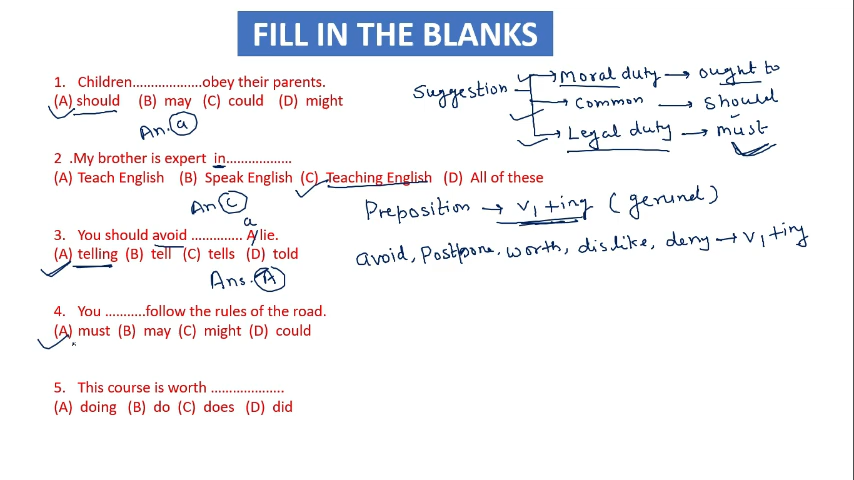 FILL IN THE BLANKS
1. Children...................obey their parents.
(A) should (B) may (C) could (D) might
An. a
Suggestion
Moral duty → ought to
Common → Should
Legal duty → must
2 .My brother is expert in..................
(A) Teach English (B) Speak English (C) Teaching English (D) All of these
An C
Preposition → V1 + ing (gerund)
a
3. You should avoid .............. A lie.
(A) telling (B) tell (C) tells (D) told
Ans. A
avoid, Postpone, worth, dislike, deny → V1 + ing
4. You ...........follow the rules of the road.
(A) must (B) may (C) might (D) could
5. This course is worth ....................
(A) doing (B) do (C) does (D) did